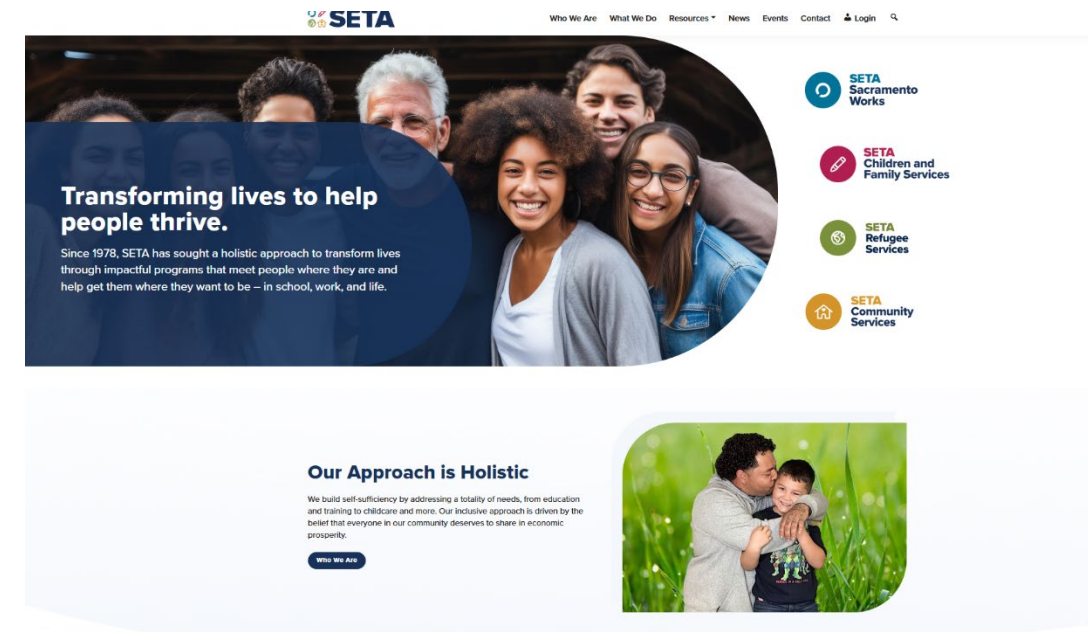 SETA
Who We Are
What We Do
Resources
News
Events
Contact
Login
Transforming lives to help
people thrive.
Since 1978, SETA has sought a holistic approach to transform lives
through impactful programs that meet people where they are and
help get them where they want to be – in school, work, and life.
SETA
Sacramento
Works
SETA
Children and
Family Services
SETA
Refugee
Services
SETA
Community
Services
Our Approach is Holistic
We build self-sufficiency by addressing a totality of needs, from education
and training to childcare and more. Our inclusive approach is driven by the
belief that everyone in our community deserves to share in economic
prosperity.
Who We Are